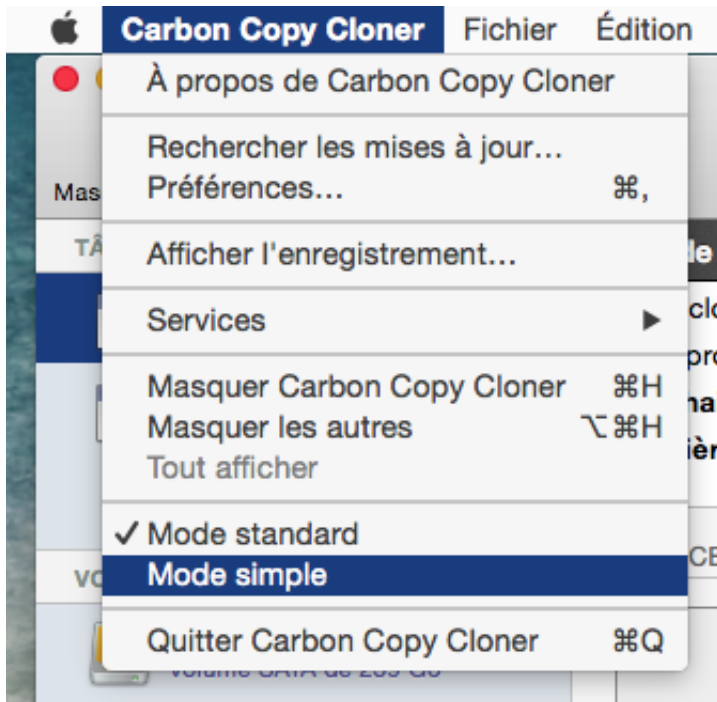 Carbon Copy Cloner Fichier Édition
À propos de Carbon Copy Cloner
Rechercher les mises à jour...
Préférences... ⌘,
Afficher l'enregistrement...
Services ▶
Masquer Carbon Copy Cloner ⌘H
Masquer les autres ⌥⌘H
Tout afficher
✓ Mode standard
Mode simple
Quitter Carbon Copy Cloner ⌘Q